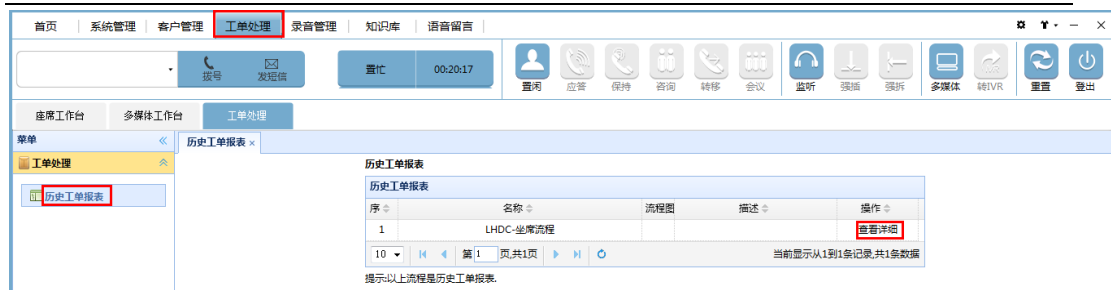 首页 系统管理 客户管理 工单处理 录音管理 知识库 语音留言
拨号 发短信 置忙 00:20:17 置闲 应答 保持 咨询 转移 会议 监听 强插 强拆 多媒体 转IVR 重置 登出
座席工作台 多媒体工作台 工单处理
菜单 历史工单报表
工单处理 历史工单报表
历史工单报表
历史工单报表
序 名称 流程图 描述 操作
1 LHDC-坐席流程 查看详细
10 第 1 页,共1页 当前显示从1到1条记录,共1条数据
提示:以上流程是历史工单报表.